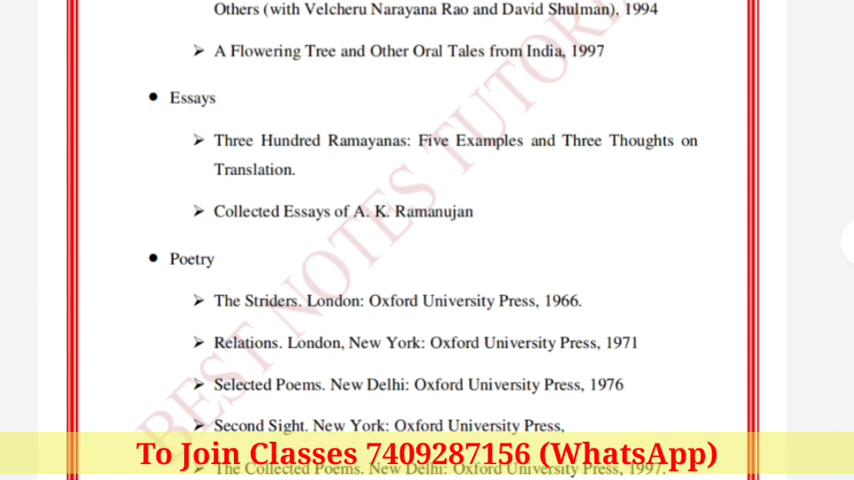 Others (with Velcheru Narayana Rao and David Shulman), 1994
➢ A Flowering Tree and Other Oral Tales from India, 1997
• Essays
➢ Three Hundred Ramayanas: Five Examples and Three Thoughts on
Translation.
➢ Collected Essays of A. K. Ramanujan
• Poetry
➢ The Striders. London: Oxford University Press, 1966.
➢ Relations. London, New York: Oxford University Press, 1971
➢ Selected Poems. New Delhi: Oxford University Press, 1976
➢ Second Sight. New York: Oxford University Press,
To Join Classes 7409287156 (WhatsApp)
➢ The Collected Poems. New Delhi: Oxford University Press, 1997.
BEST NOTES TUTOR